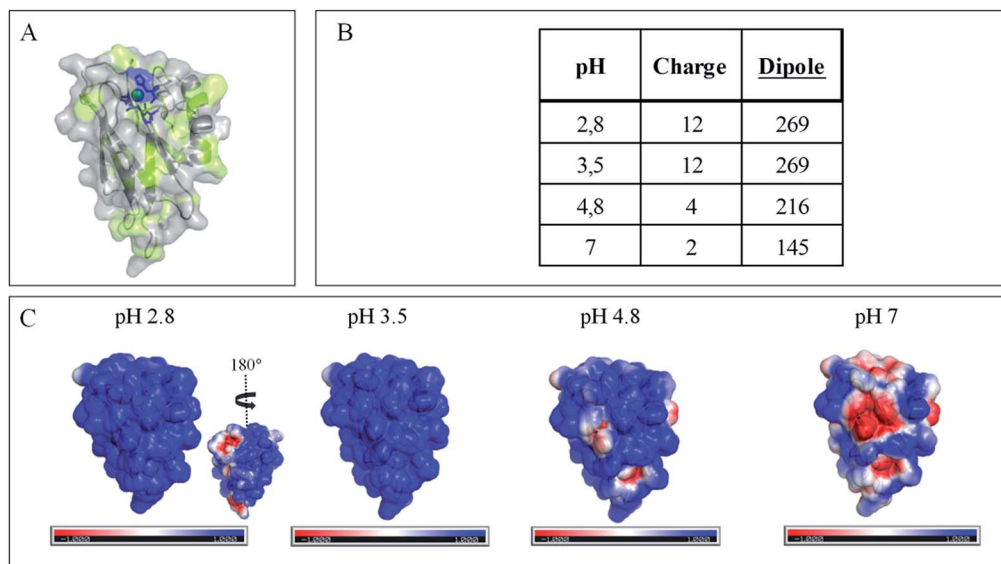 A
B
pH Charge Dipole
2,8 12 269
3,5 12 269
4,8 4 216
7 2 145
C
pH 2.8 pH 3.5 pH 4.8 pH 7
180°
-1.000 1.000 -1.000 1.000 -1.000 1.000 -1.000 1.000